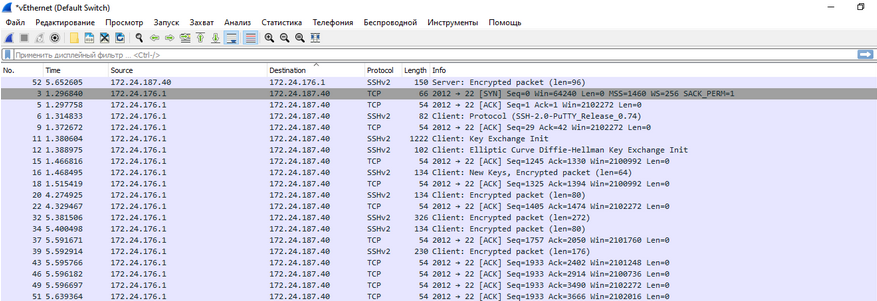 *vEthernet (Default Switch)
Файл Редактирование Просмотр Запуск Захват Анализ Статистика Телефония Беспроводной Инструменты Помощь
Применить дисплейный фильтр ... <Ctrl-/>
No. Time Source Destination Protocol Length Info
52 5.652605 172.24.187.40 172.24.176.1 SSHv2 150 Server: Encrypted packet (len=96)
3 1.296840 172.24.176.1 172.24.187.40 TCP 66 2012 → 22 [SYN] Seq=0 Win=64240 Len=0 MSS=1460 WS=256 SACK_PERM=1
5 1.297758 172.24.176.1 172.24.187.40 TCP 54 2012 → 22 [ACK] Seq=1 Ack=1 Win=2102272 Len=0
6 1.314833 172.24.176.1 172.24.187.40 SSHv2 82 Client: Protocol (SSH-2.0-PuTTY_Release_0.74)
9 1.372672 172.24.176.1 172.24.187.40 TCP 54 2012 → 22 [ACK] Seq=29 Ack=42 Win=2102272 Len=0
11 1.380604 172.24.176.1 172.24.187.40 SSHv2 1222 Client: Key Exchange Init
12 1.388975 172.24.176.1 172.24.187.40 SSHv2 102 Client: Elliptic Curve Diffie-Hellman Key Exchange Init
15 1.466816 172.24.176.1 172.24.187.40 TCP 54 2012 → 22 [ACK] Seq=1245 Ack=1330 Win=2100992 Len=0
16 1.468495 172.24.176.1 172.24.187.40 SSHv2 134 Client: New Keys, Encrypted packet (len=64)
18 1.515419 172.24.176.1 172.24.187.40 TCP 54 2012 → 22 [ACK] Seq=1325 Ack=1394 Win=2100992 Len=0
20 4.274925 172.24.176.1 172.24.187.40 SSHv2 134 Client: Encrypted packet (len=80)
22 4.329467 172.24.176.1 172.24.187.40 TCP 54 2012 → 22 [ACK] Seq=1405 Ack=1474 Win=2102272 Len=0
32 5.381506 172.24.176.1 172.24.187.40 SSHv2 326 Client: Encrypted packet (len=272)
34 5.400498 172.24.176.1 172.24.187.40 SSHv2 134 Client: Encrypted packet (len=80)
37 5.591671 172.24.176.1 172.24.187.40 TCP 54 2012 → 22 [ACK] Seq=1757 Ack=2050 Win=2101760 Len=0
39 5.592914 172.24.176.1 172.24.187.40 SSHv2 230 Client: Encrypted packet (len=176)
43 5.595766 172.24.176.1 172.24.187.40 TCP 54 2012 → 22 [ACK] Seq=1933 Ack=2402 Win=2101248 Len=0
46 5.596182 172.24.176.1 172.24.187.40 TCP 54 2012 → 22 [ACK] Seq=1933 Ack=2914 Win=2100736 Len=0
49 5.596697 172.24.176.1 172.24.187.40 TCP 54 2012 → 22 [ACK] Seq=1933 Ack=3490 Win=2102272 Len=0
51 5.639364 172.24.176.1 172.24.187.40 TCP 54 2012 → 22 [ACK] Seq=1933 Ack=3666 Win=2102016 Len=0